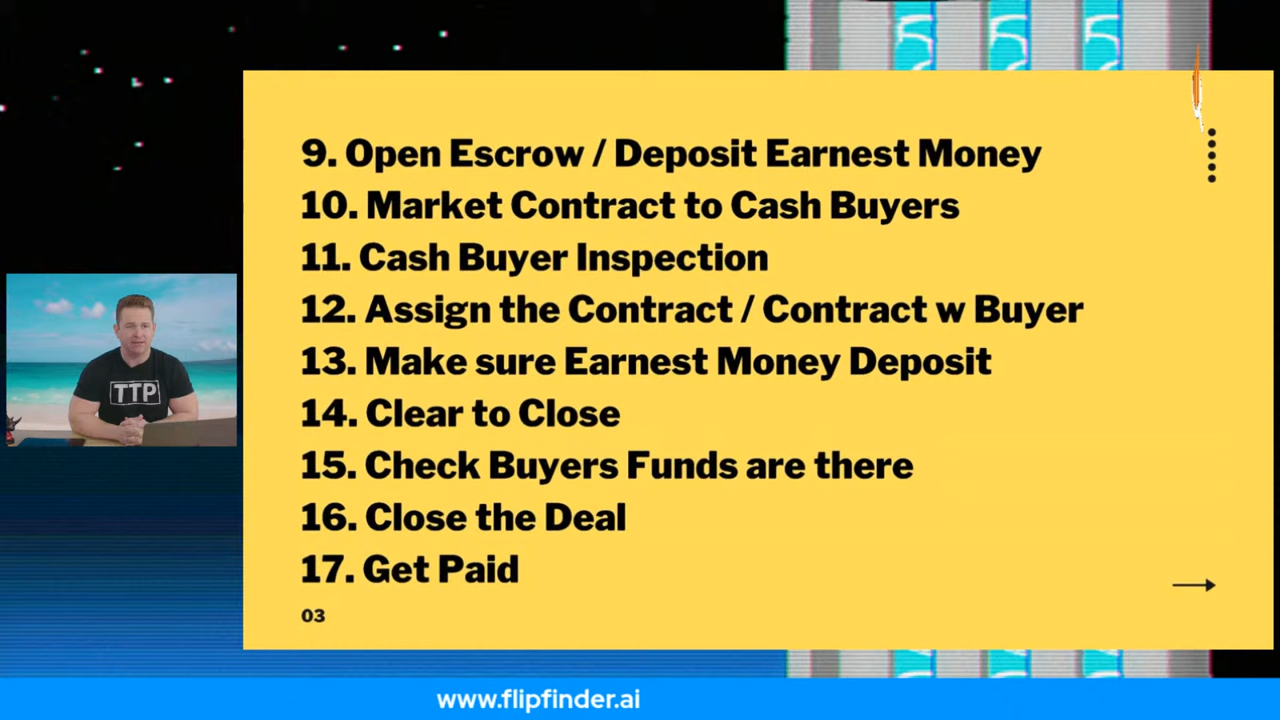 9. Open Escrow / Deposit Earnest Money
10. Market Contract to Cash Buyers
11. Cash Buyer Inspection
12. Assign the Contract / Contract w Buyer
13. Make sure Earnest Money Deposit
14. Clear to Close
15. Check Buyers Funds are there
16. Close the Deal
17. Get Paid
03
TTP
www.flipfinder.ai